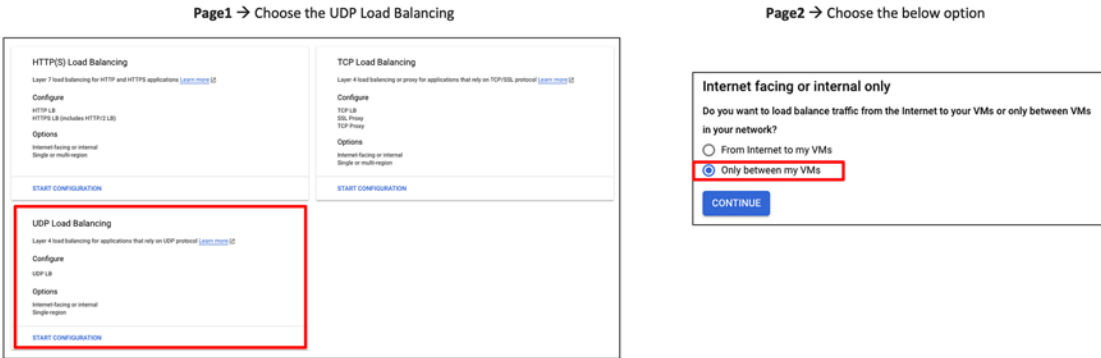 Page1 → Choose the UDP Load Balancing
Page2 → Choose the below option
HTTP(S) Load Balancing
Layer 7 load balancing for HTTP and HTTPS applications Learn more
Configure
HTTP LB
HTTPS LB (includes HTTP/2 LB)
Options
Internet-facing or internal
Single or multi-region
START CONFIGURATION
TCP Load Balancing
Layer 4 load balancing or proxy for applications that rely on TCP/SSL protocol Learn more
Configure
TCP LB
SSL Proxy
TCP Proxy
Options
Internet-facing or internal
Single or multi-region
START CONFIGURATION
UDP Load Balancing
Layer 4 load balancing for applications that rely on UDP protocol Learn more
Configure
UDP LB
Options
Internet-facing or internal
Single-region
START CONFIGURATION
Internet facing or internal only
Do you want to load balance traffic from the Internet to your VMs or only between VMs
in your network?
From Internet to my VMs
Only between my VMs
CONTINUE